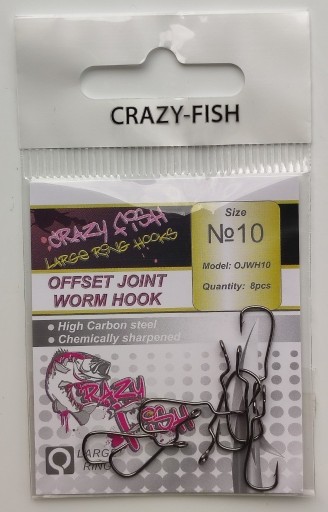 CRAZY-FISH
CRAZY FISH
LARGE RING HOOKS
OFFSET JOINT
WORM HOOK
Size
№10
Model: OJWH10
Quantity: 8pcs
● High Carbon steel
● Chemically sharpened
CRAZY
FISH
LARGE
RING